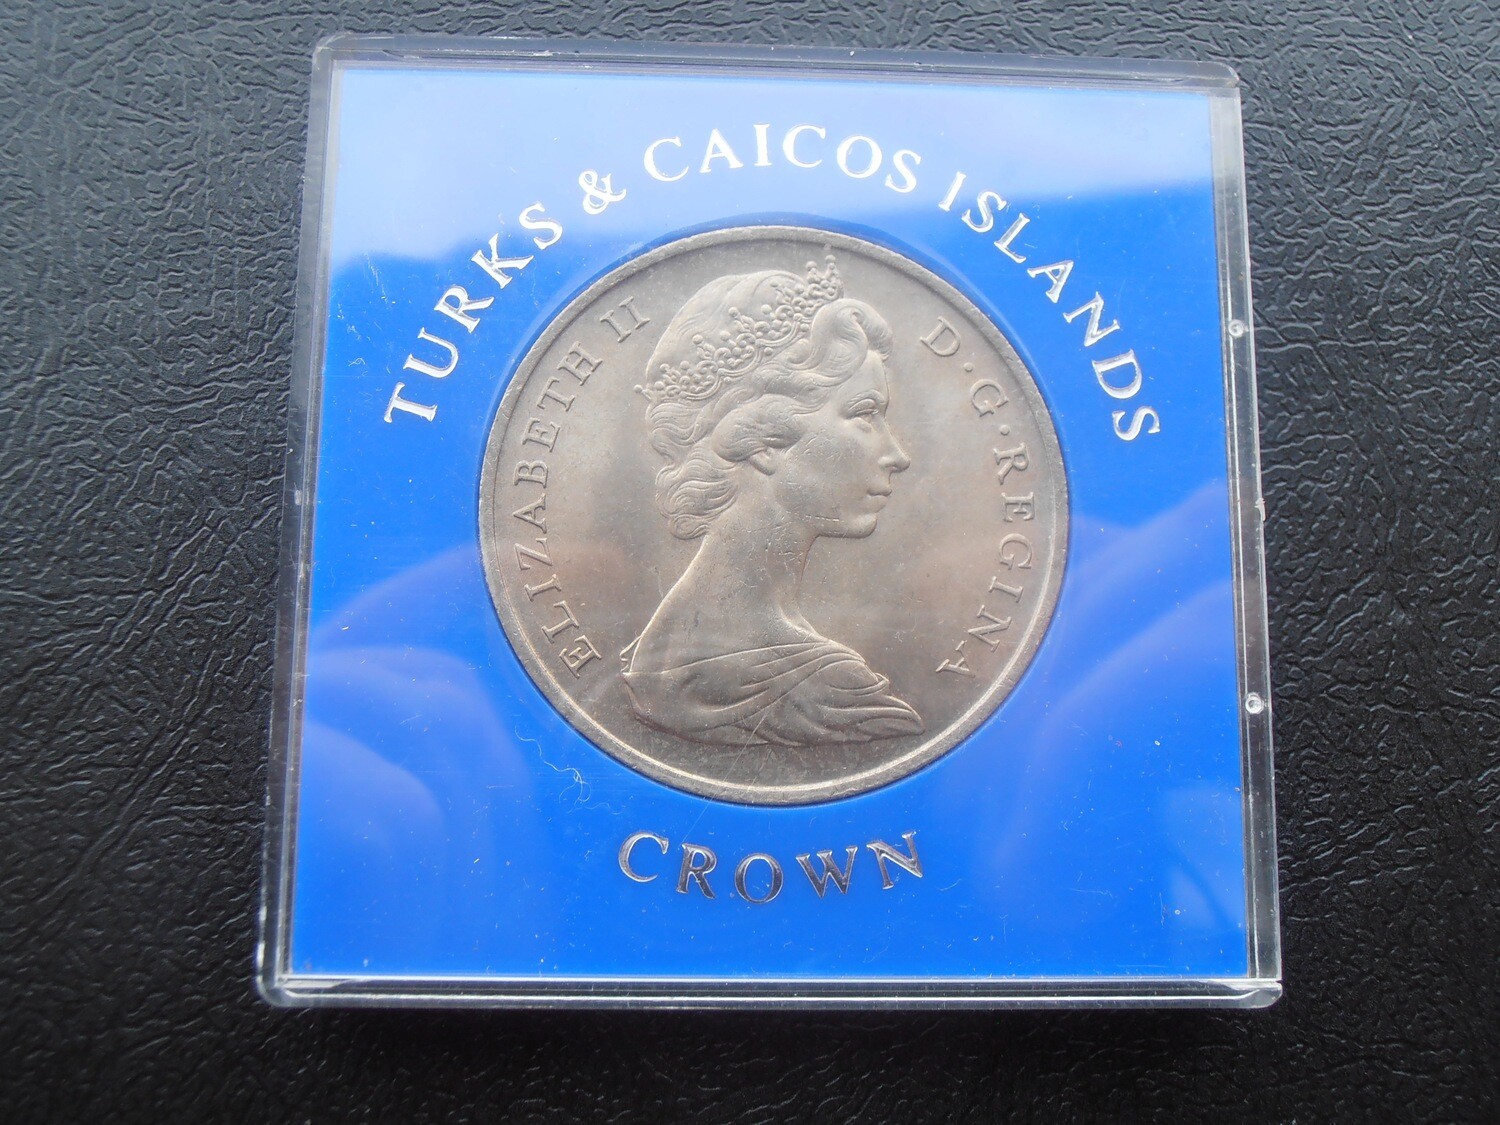 TURKS & CAICOS ISLANDS
ELIZABETH II D·G·REGINA
CROWN